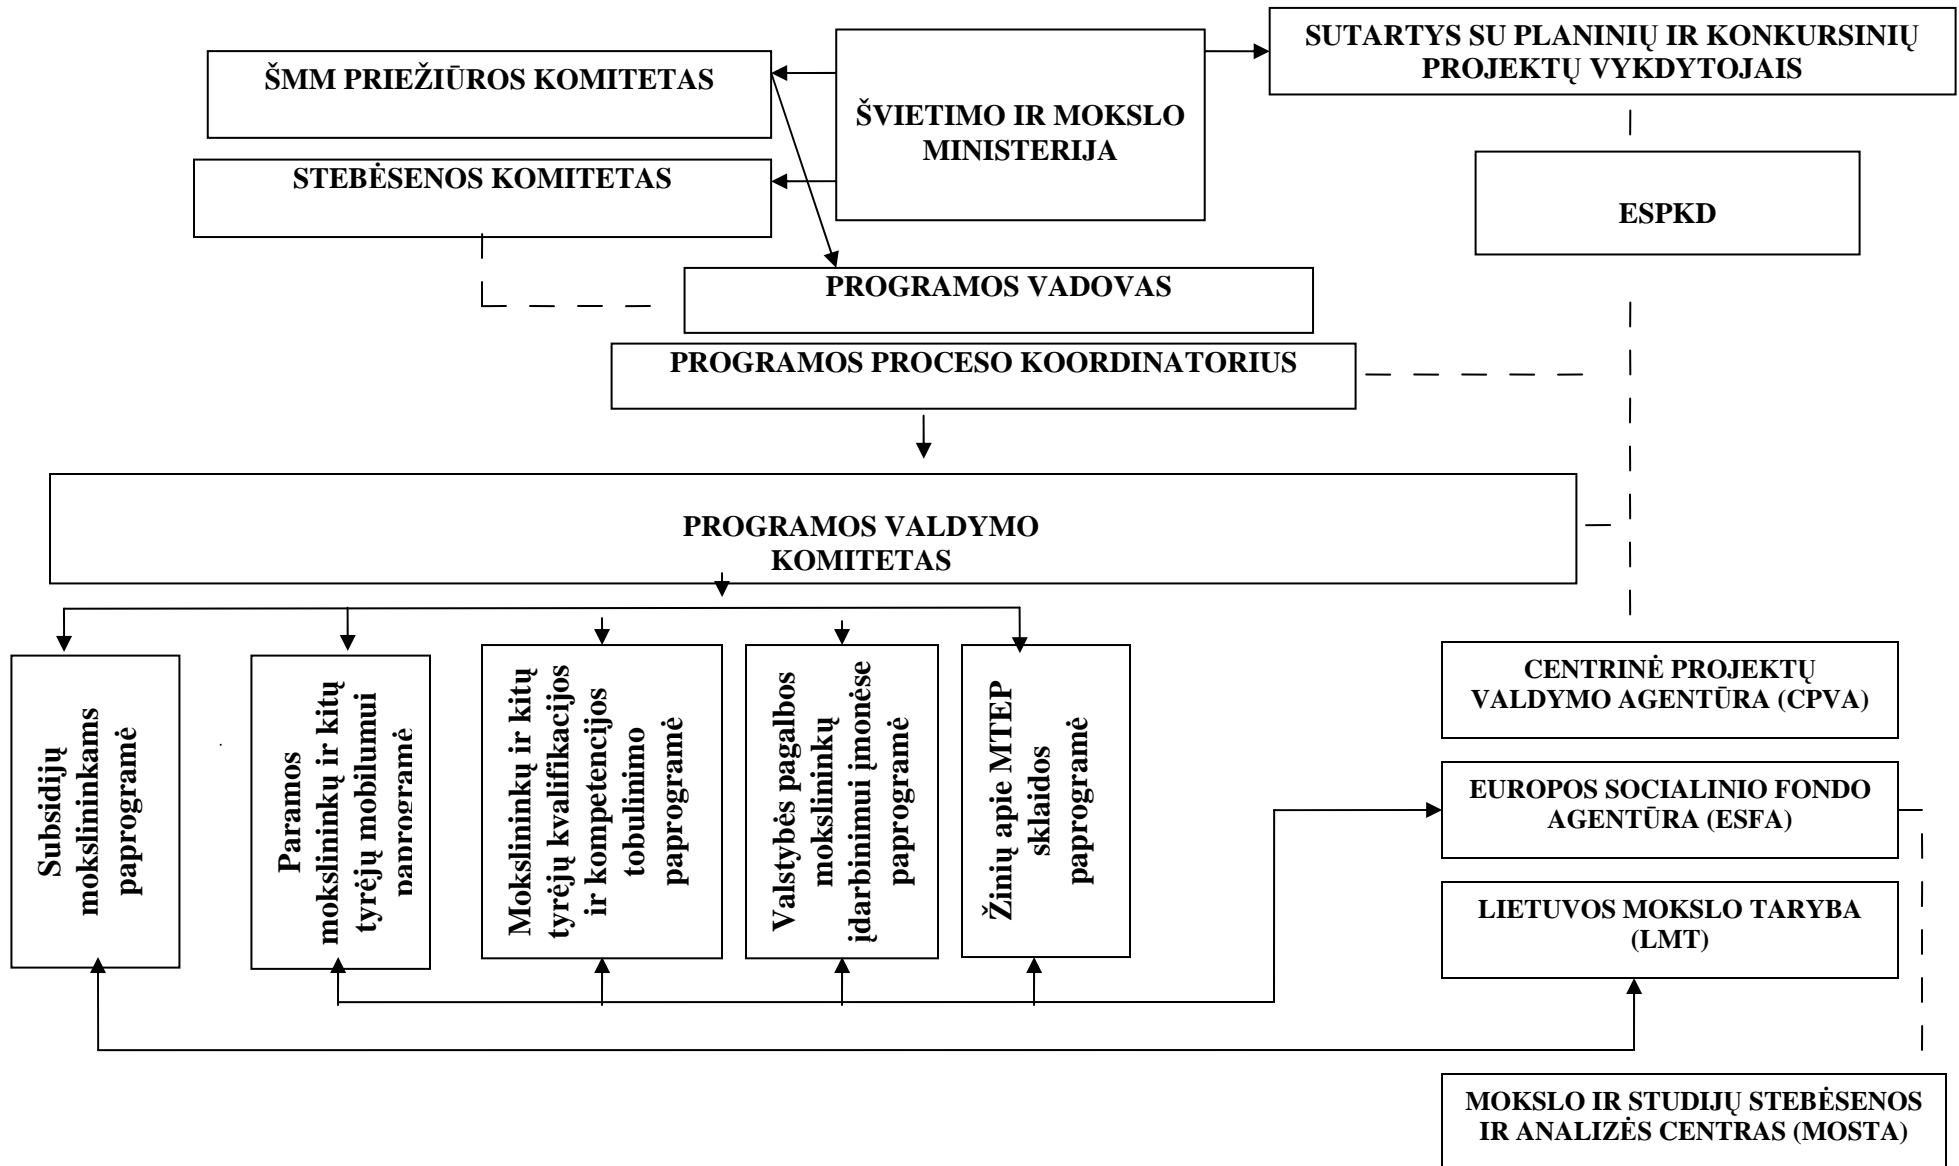 SUTARTYS SU PLANINIŲ IR KONKURSINIŲ
PROJEKTŲ VYKDYTOJAIS
ŠMM PRIEŽIŪROS KOMITETAS
ŠVIETIMO IR MOKSLO
MINISTERIJA
STEBĖSENOS KOMITETAS
ESPKD
PROGRAMOS VADOVAS
PROGRAMOS PROCESO KOORDINATORIUS
PROGRAMOS VALDYMO
KOMITETAS
Subsidijų
mokslininkams
paprogramė
Paramos
mokslininkų ir kitų
tyrėjų mobilumui
paprogramė
Mokslininkų ir kitų
tyrėjų kvalifikacijos
ir kompetencijos
tobulinimo
paprogramė
Valstybės pagalbos
mokslininkų
įdarbinimui įmonėse
paprogramė
Žinių apie MTEP
sklaidos
paprogramė
CENTRINĖ PROJEKTŲ
VALDYMO AGENTŪRA (CPVA)
EUROPOS SOCIALINIO FONDO
AGENTŪRA (ESFA)
LIETUVOS MOKSLO TARYBA
(LMT)
MOKSLO IR STUDIJŲ STEBĖSENOS
IR ANALIZĖS CENTRAS (MOSTA)